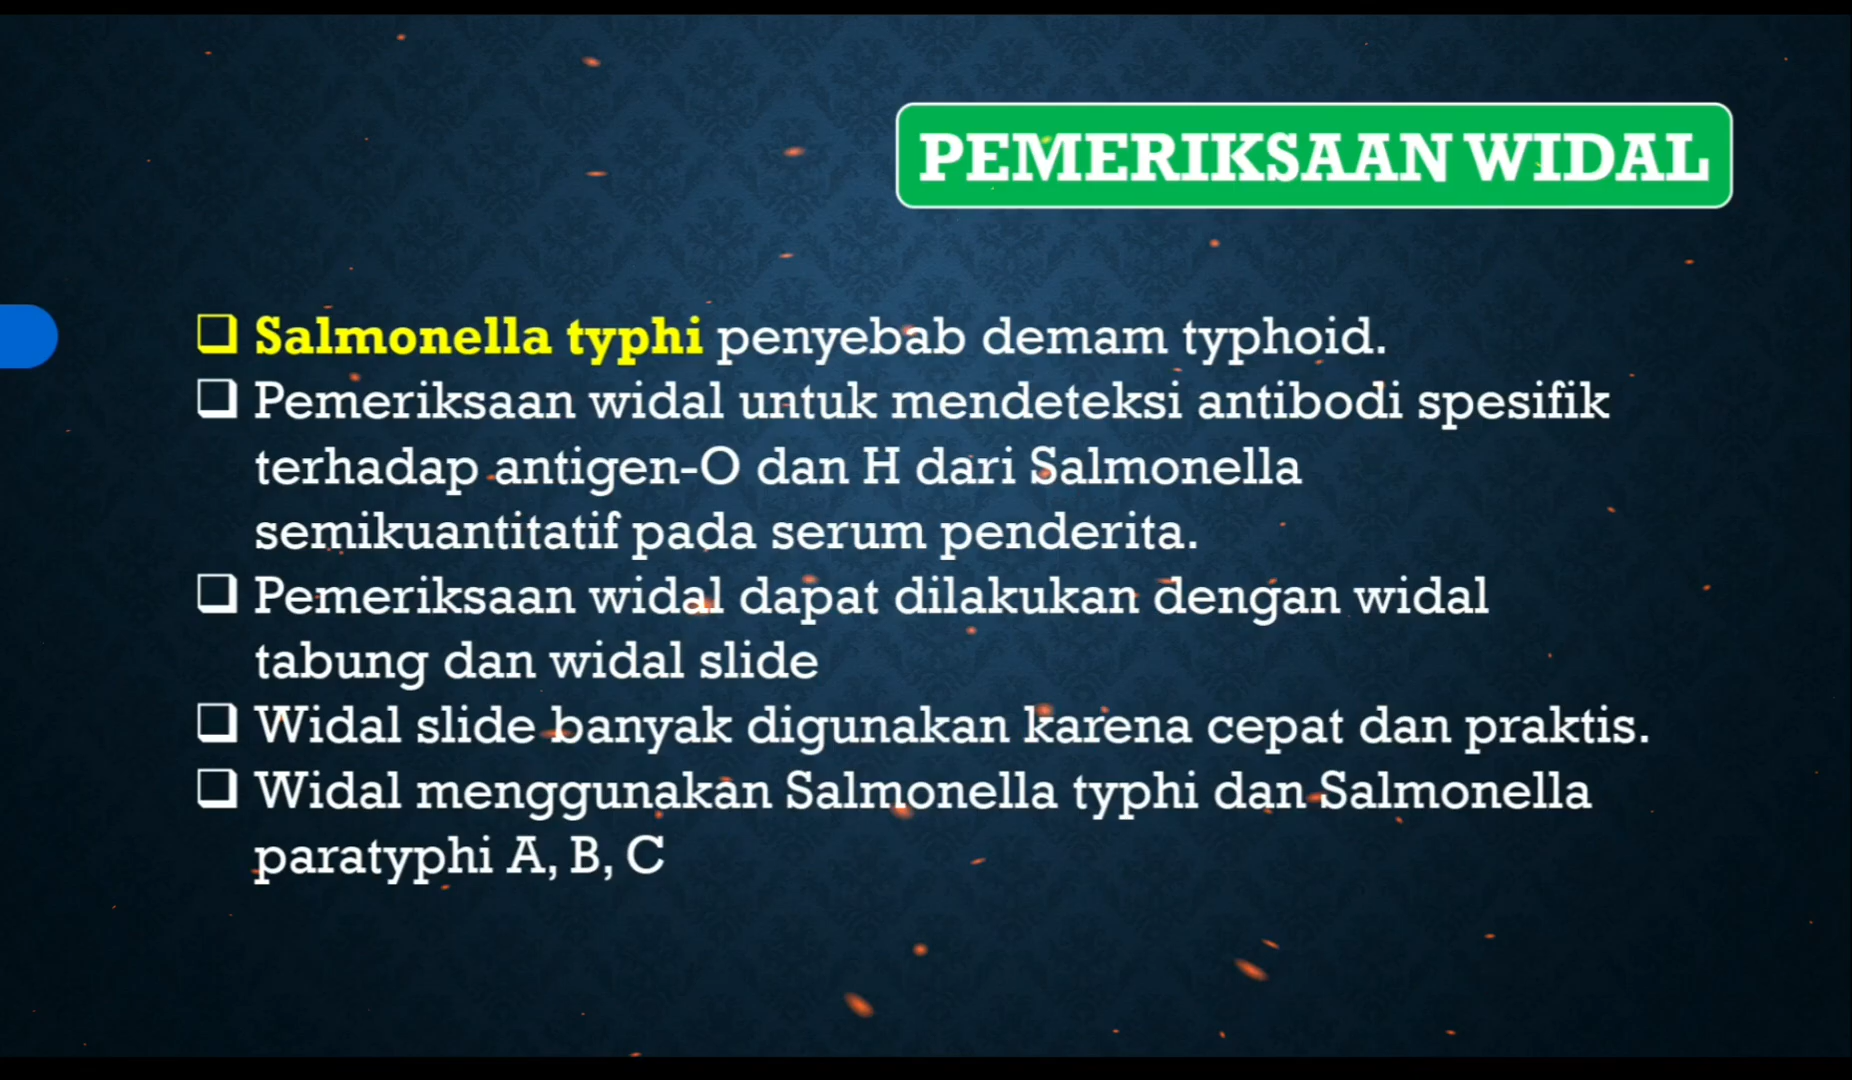 PEMERIKSAAN WIDAL
❑ Salmonella typhi penyebab demam typhoid.
❑ Pemeriksaan widal untuk mendeteksi antibodi spesifik
terhadap antigen-O dan H dari Salmonella
semikuantitatif pada serum penderita.
❑ Pemeriksaan widal dapat dilakukan dengan widal
tabung dan widal slide
❑ Widal slide banyak digunakan karena cepat dan praktis.
❑ Widal menggunakan Salmonella typhi dan Salmonella
paratyphi A, B, C